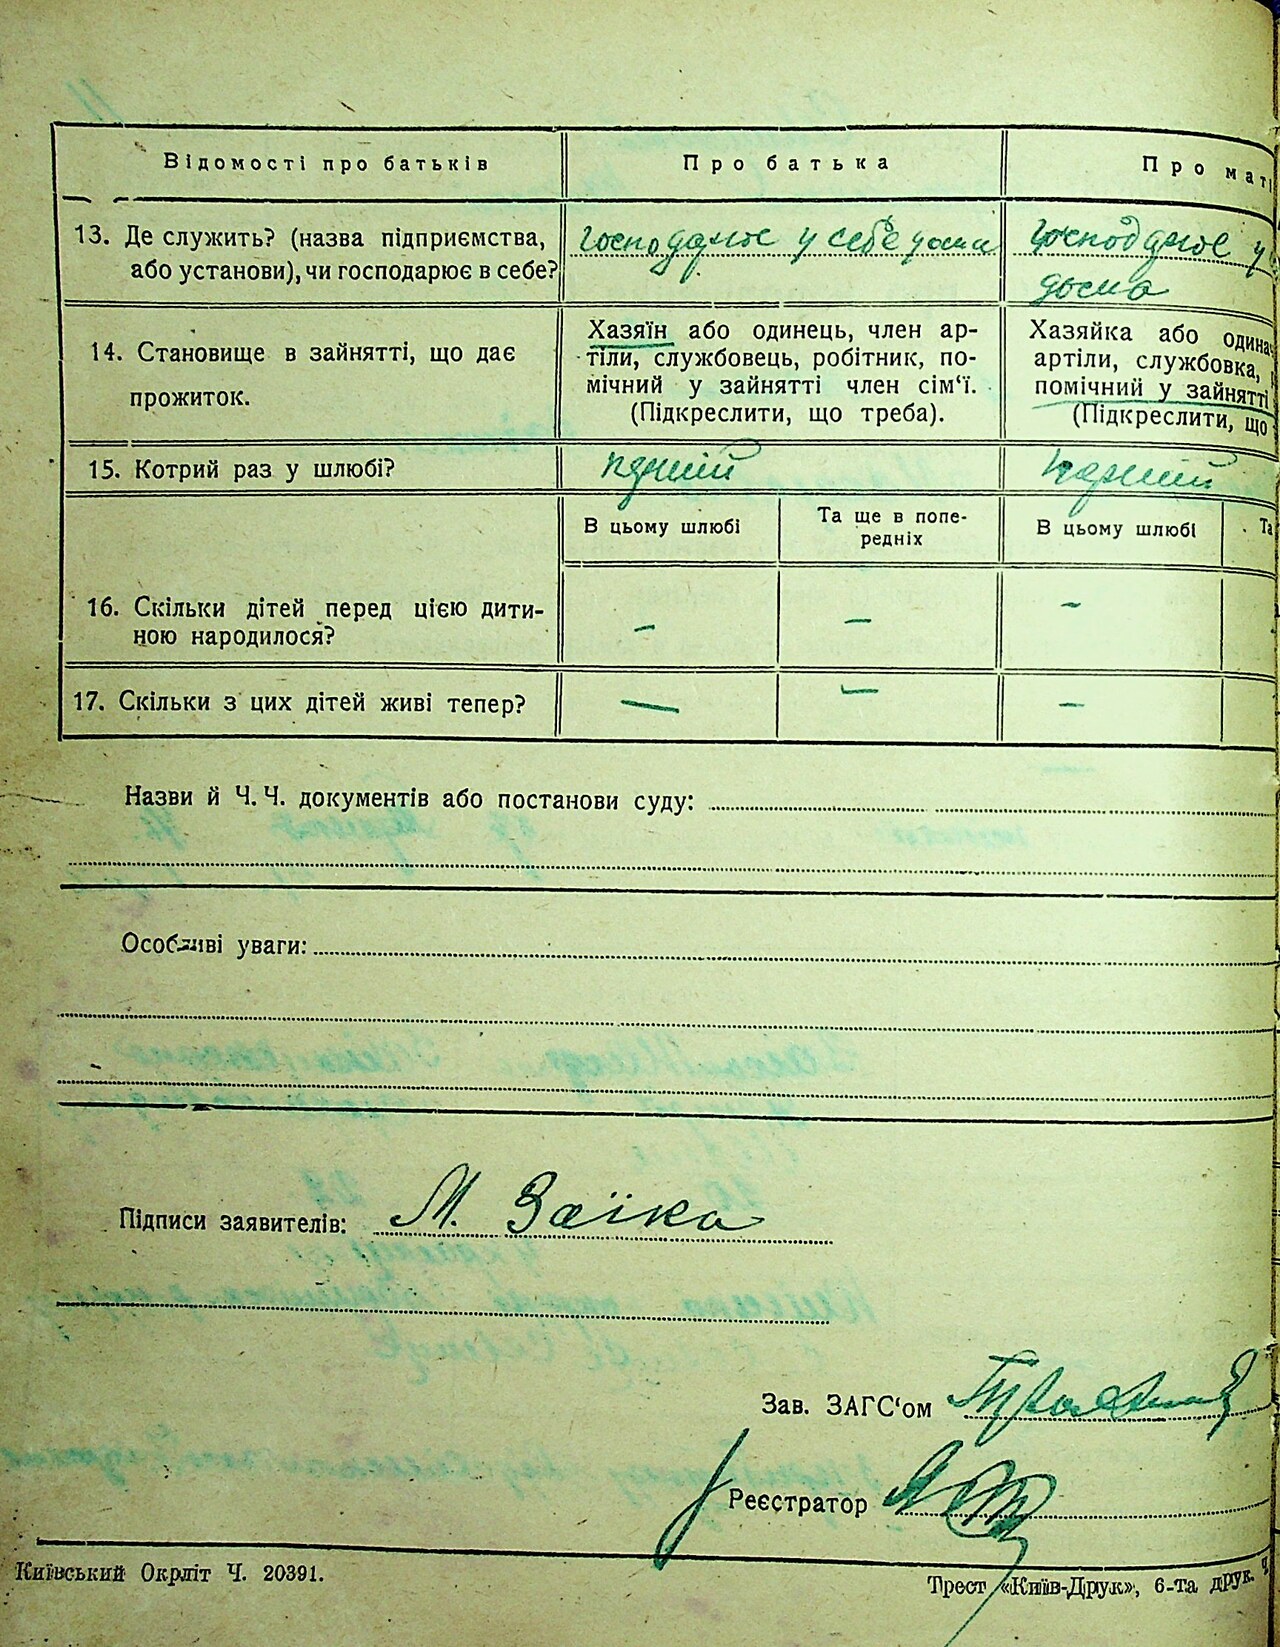 Відомості про батьків
Про батька
Про маті
13. Де служить? (назва підприємства,
або установи), чи господарює в себе?
господарює у себе дома
господарює у
дома
14. Становище в зайнятті, що дає
прожиток.
Хазяїн або одинець, член ар-
тіли, службовець, робітник, по-
мічний у зайнятті член сім‘ї.
(Підкреслити, що треба).
Хазяйка або одинач
артіли, службовка,
помічний у зайнятті
(Підкреслити, що
15. Котрий раз у шлюбі?
В цьому шлюбі
Та ще в попе-
редніх
В цьому шлюбі
Та
16. Скільки дітей перед цією дити-
ною народилося?
–
–
–
17. Скільки з цих дітей живі тепер?
–
–
–
Назви й Ч. Ч. документів або постанови суду:
Особливі уваги:
Підписи заявителів: М. Заїка
Зав. ЗАГС‘ом
Реєстратор
Київський Окрліт Ч. 20391.
Трест «Київ-Друк», 6-та друк.